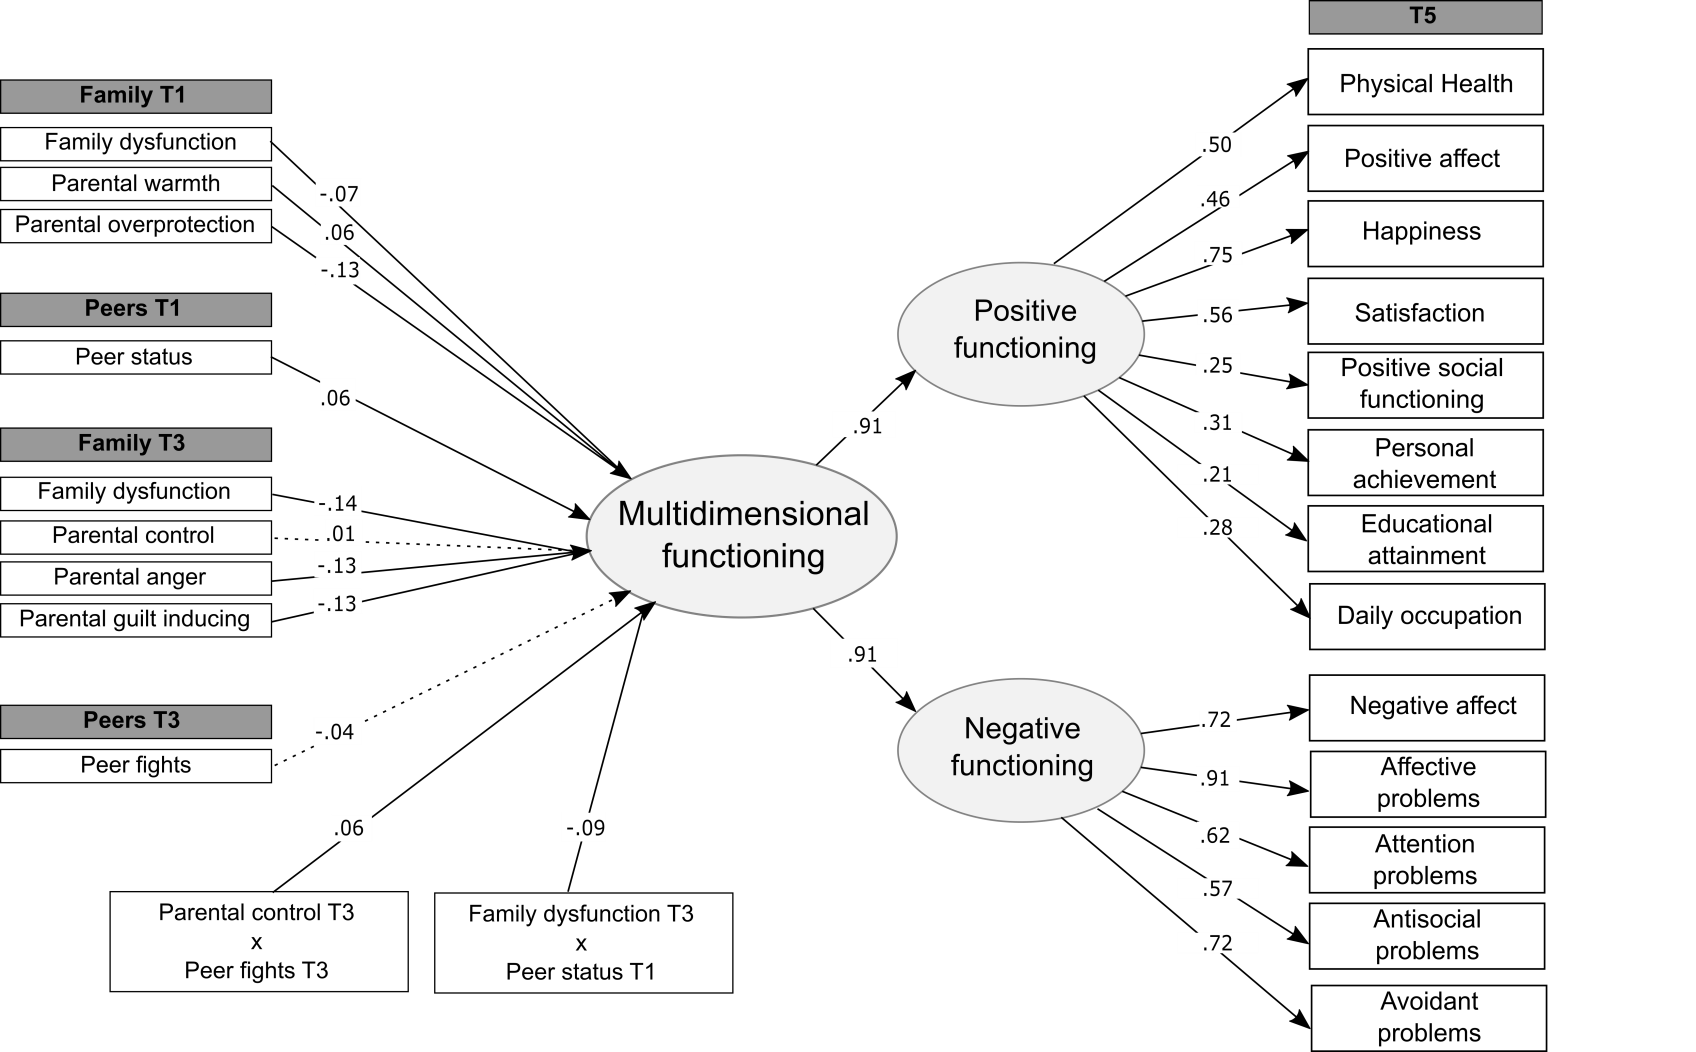 Family T1
Family dysfunction
Parental warmth
Parental overprotection
-.07
.06
-.13
Peers T1
Peer status
.06
Family T3
Family dysfunction
Parental control
Parental anger
Parental guilt inducing
-.14
.01
-.13
-.13
Peers T3
Peer fights
-.04
Parental control T3
x
Peer fights T3
.06
Family dysfunction T3
x
Peer status T1
-.09
Multidimensional
functioning
.91
.91
Positive
functioning
.50
.46
.75
.56
.25
.31
.21
.28
Negative
functioning
.72
.91
.62
.57
.72
T5
Physical Health
Positive affect
Happiness
Satisfaction
Positive social
functioning
Personal
achievement
Educational
attainment
Daily occupation
Negative affect
Affective
problems
Attention
problems
Antisocial
problems
Avoidant
problems